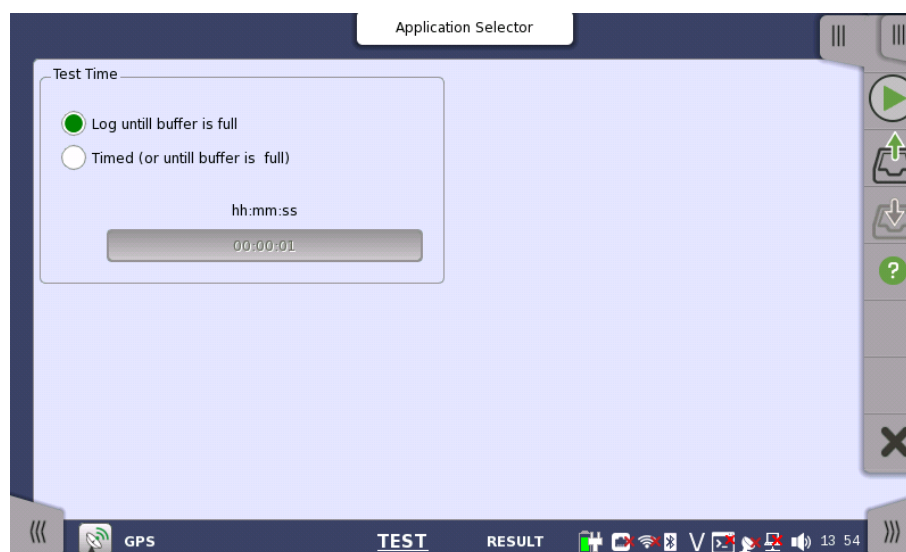 Application Selector
Test Time
Log untill buffer is full
Timed (or untill buffer is full)
hh:mm:ss
00:00:01
?
GPS TEST RESULT V 13 54